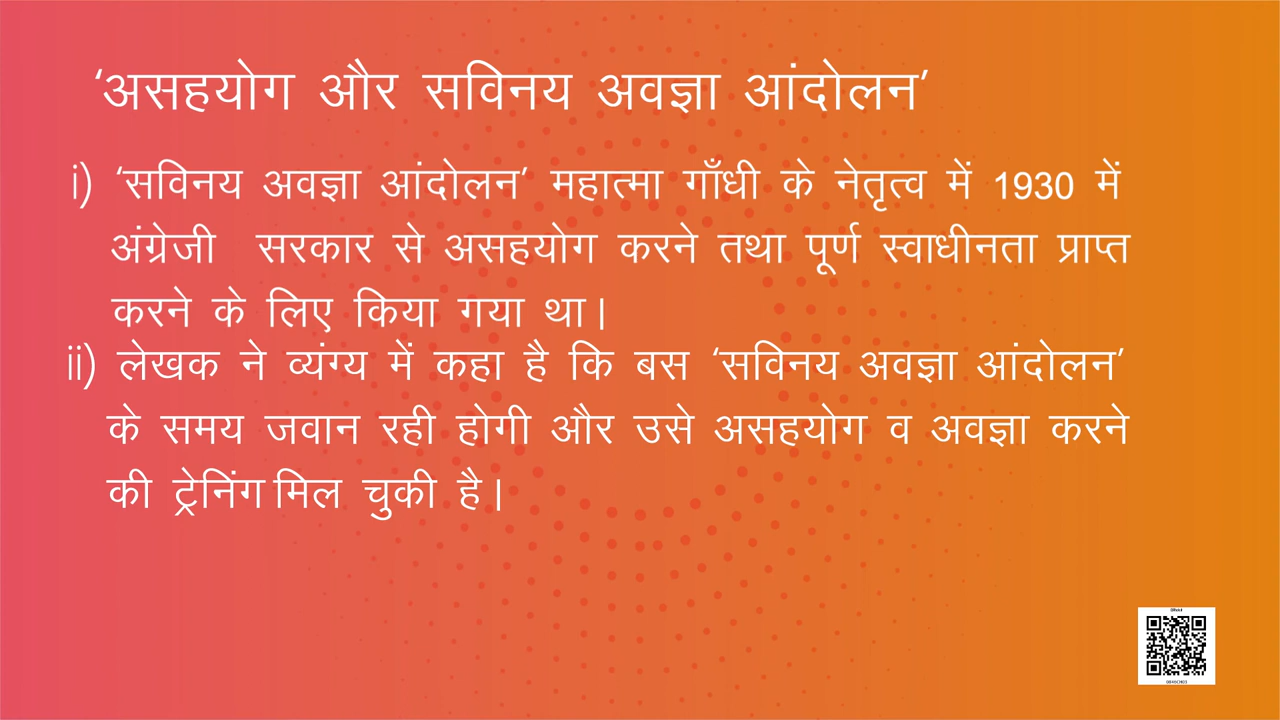 ‘असहयोग और सविनय अवज्ञा आंदोलन’
i) ‘सविनय अवज्ञा आंदोलन’ महात्मा गाँधी के नेतृत्व में 1930 में
अंग्रेजी सरकार से असहयोग करने तथा पूर्ण स्वाधीनता प्राप्त
करने के लिए किया गया था।
ii) लेखक ने व्यंग्य में कहा है कि बस ‘सविनय अवज्ञा आंदोलन’
के समय जवान रही होगी और उसे असहयोग व अवज्ञा करने
की ट्रेनिंग मिल चुकी है।